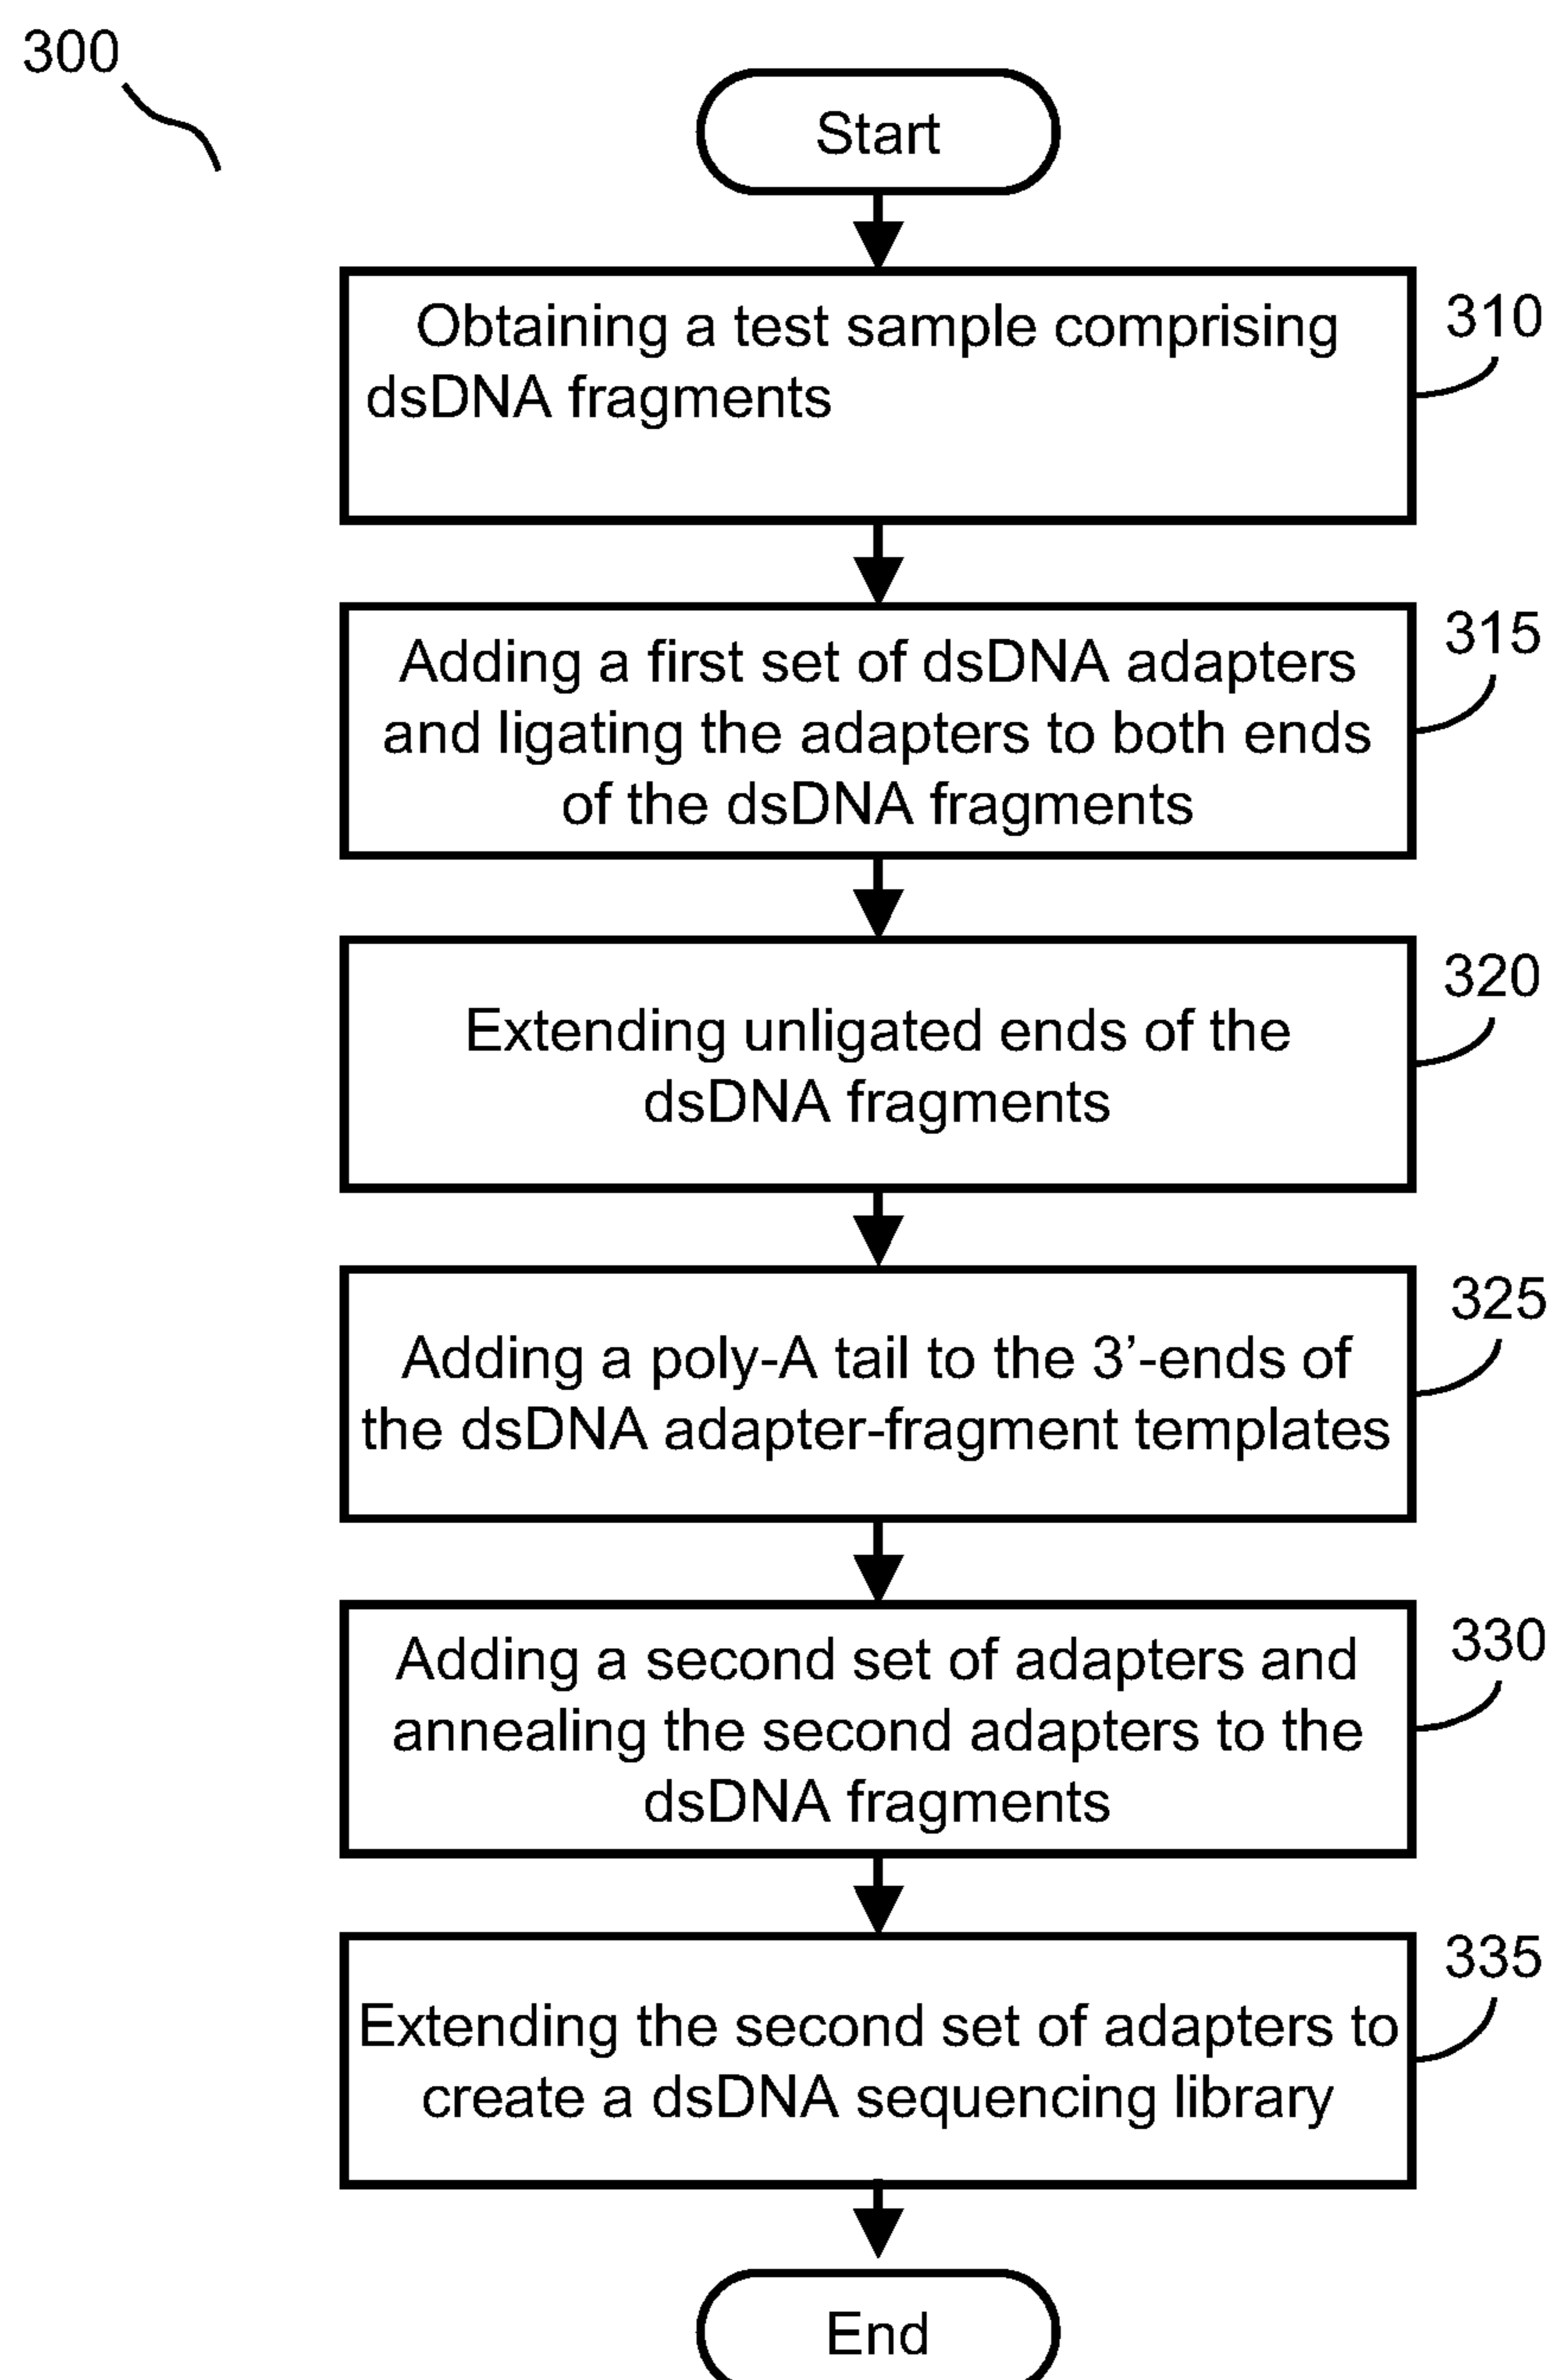 300
Start
Obtaining a test sample comprising
dsDNA fragments
310
Adding a first set of dsDNA adapters
and ligating the adapters to both ends
of the dsDNA fragments
315
Extending unligated ends of the
dsDNA fragments
320
Adding a poly-A tail to the 3’-ends of
the dsDNA adapter-fragment templates
325
Adding a second set of adapters and
annealing the second adapters to the
dsDNA fragments
330
Extending the second set of adapters to
create a dsDNA sequencing library
335
End